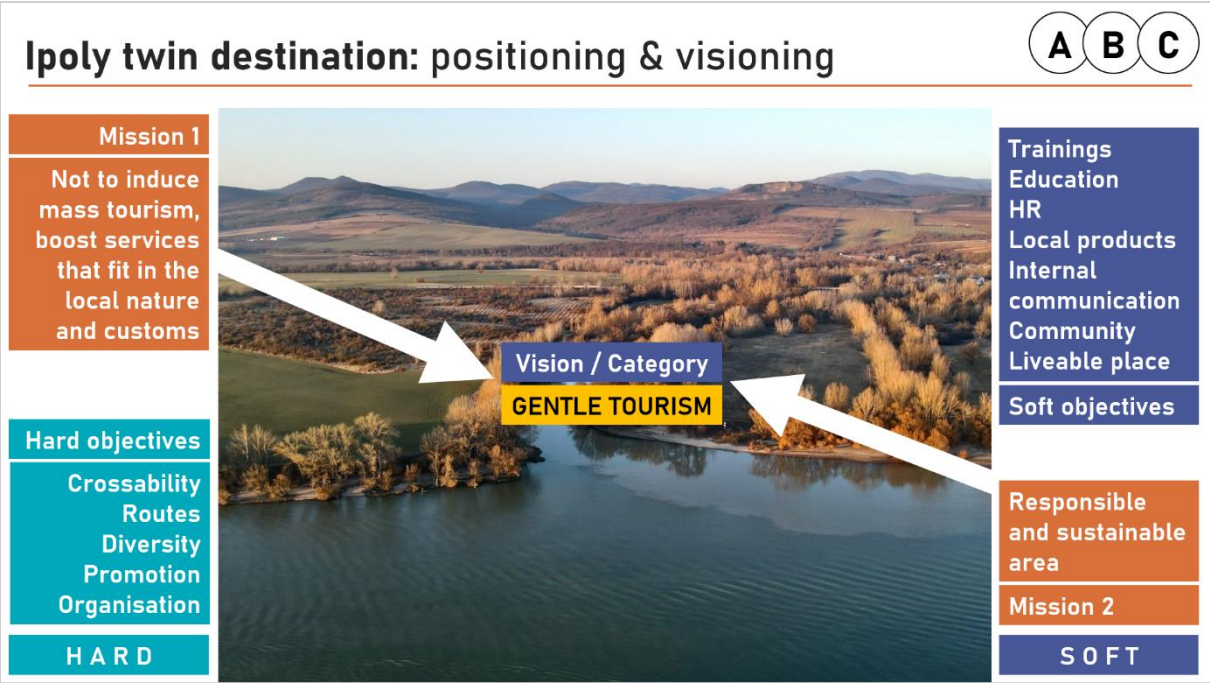 Ipoly twin destination: positioning & visioning
A B C
Mission 1
Not to induce
mass tourism,
boost services
that fit in the
local nature
and customs
Hard objectives
Crossability
Routes
Diversity
Promotion
Organisation
HARD
Vision / Category
GENTLE TOURISM
Trainings
Education
HR
Local products
Internal
communication
Community
Liveable place
Soft objectives
Responsible
and sustainable
area
Mission 2
SOFT